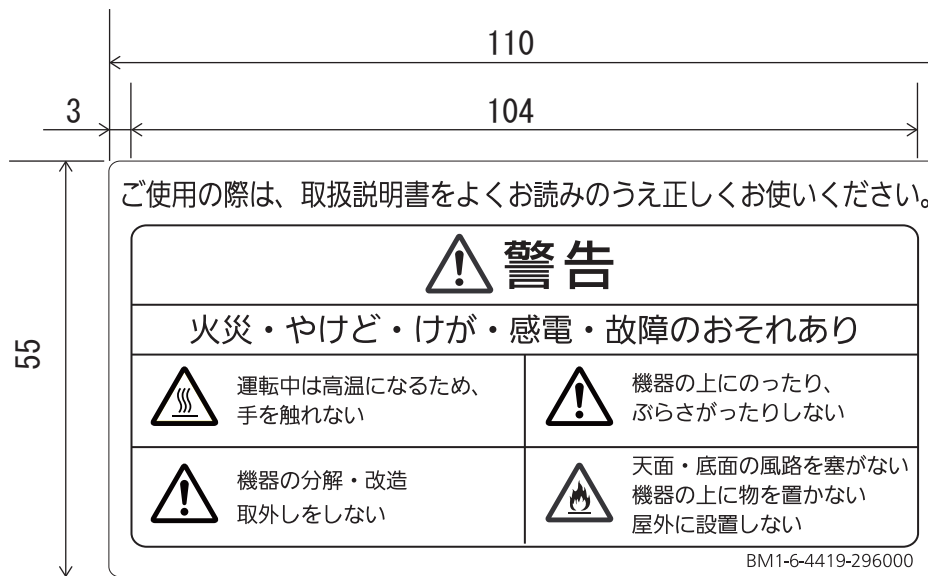 110
3
104
55
ご使用の際は、取扱説明書をよくお読みのうえ正しくお使いください。
警告
火災・やけど・けが・感電・故障のおそれあり
運転中は高温になるため、
手を触れない
機器の上にのったり、
ぶらさがったりしない
機器の分解・改造
取外しをしない
天面・底面の風路を塞がない
機器の上に物を置かない
屋外に設置しない
BM1-6-4419-296000